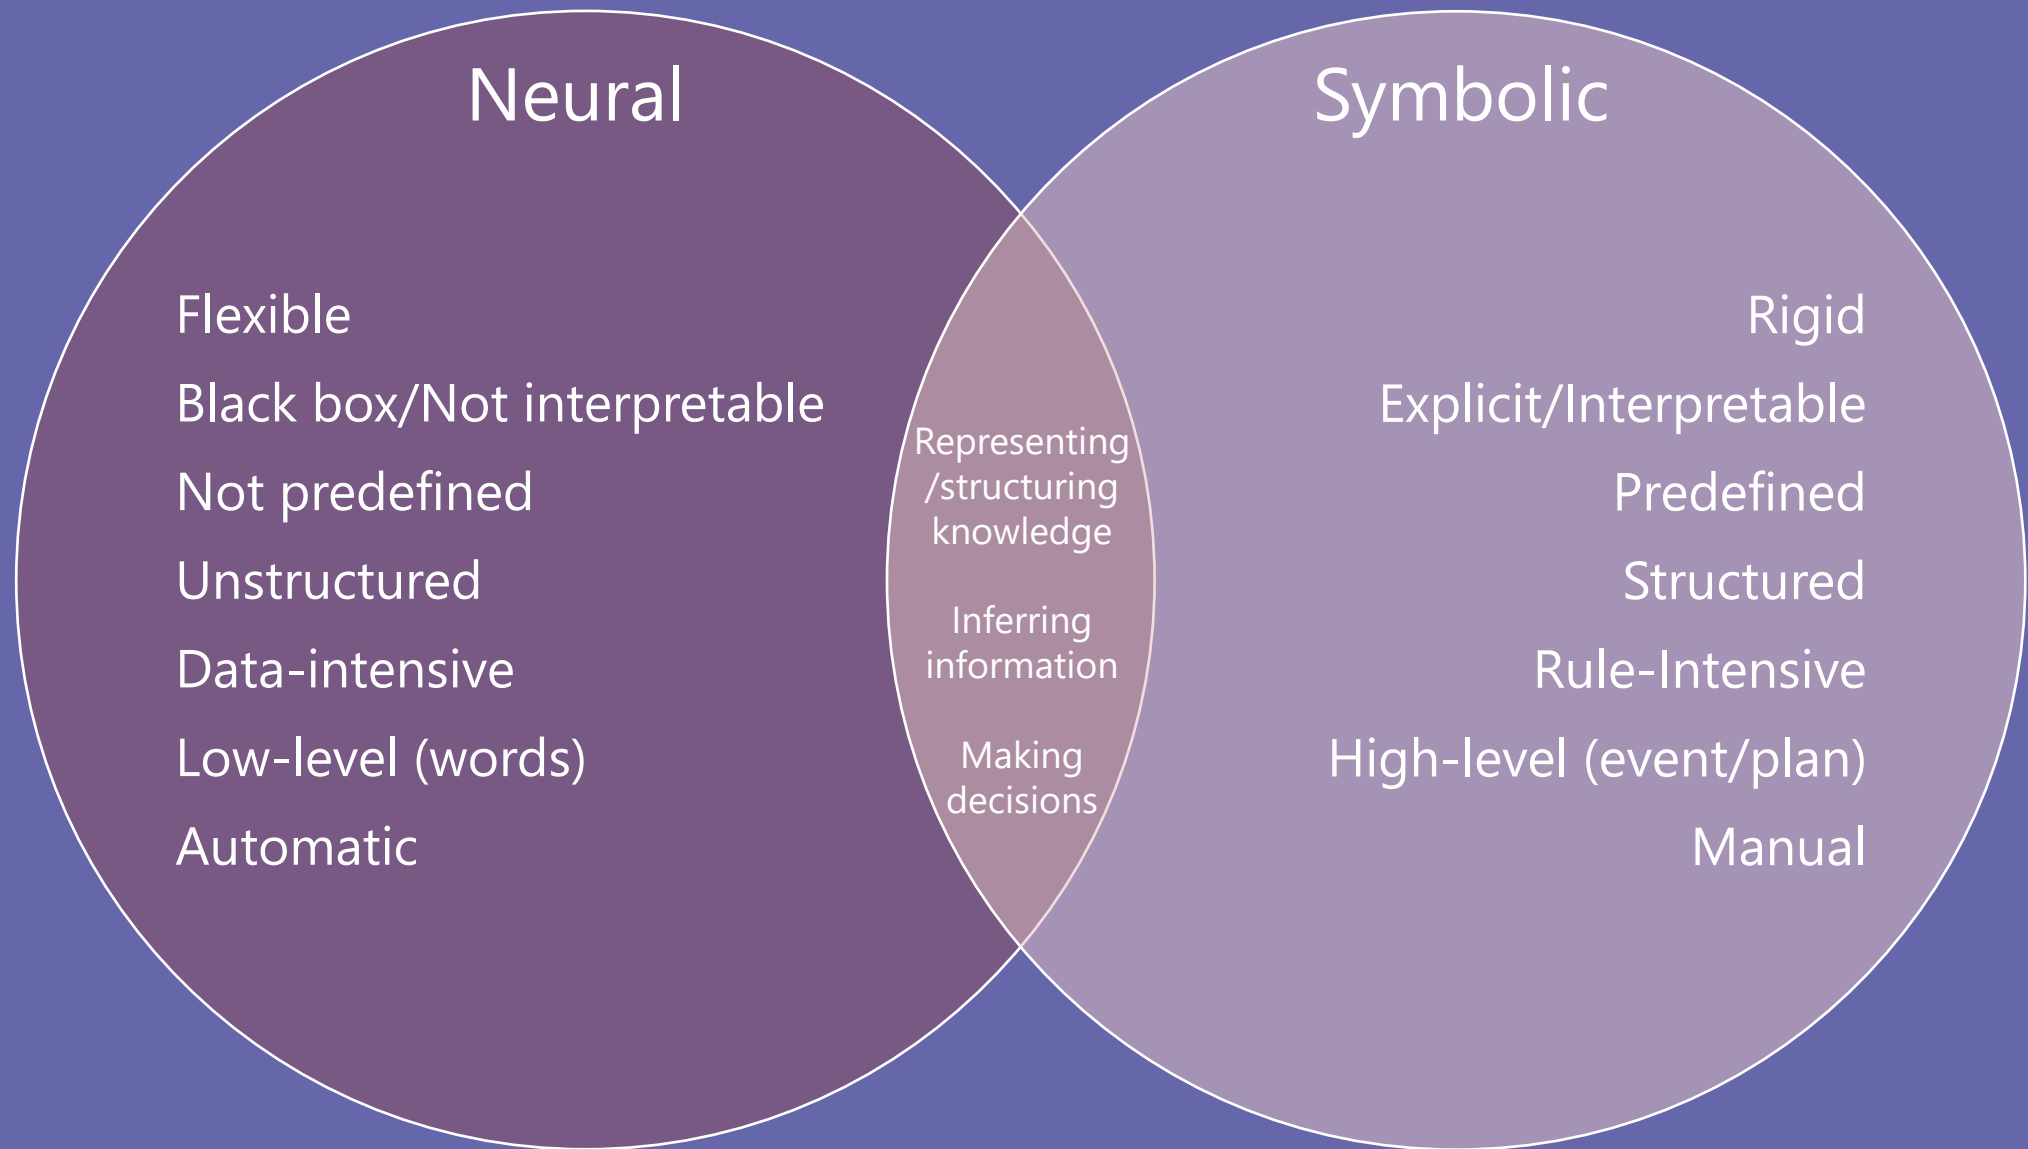 Neural
Flexible
Black box/Not interpretable
Not predefined
Unstructured
Data-intensive
Low-level (words)
Automatic
Representing
/structuring
knowledge
Inferring
information
Making
decisions
Symbolic
Rigid
Explicit/Interpretable
Predefined
Structured
Rule-Intensive
High-level (event/plan)
Manual